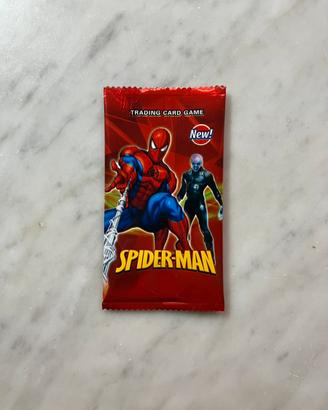 TRADING CARD GAME
New!
SPIDER-MAN